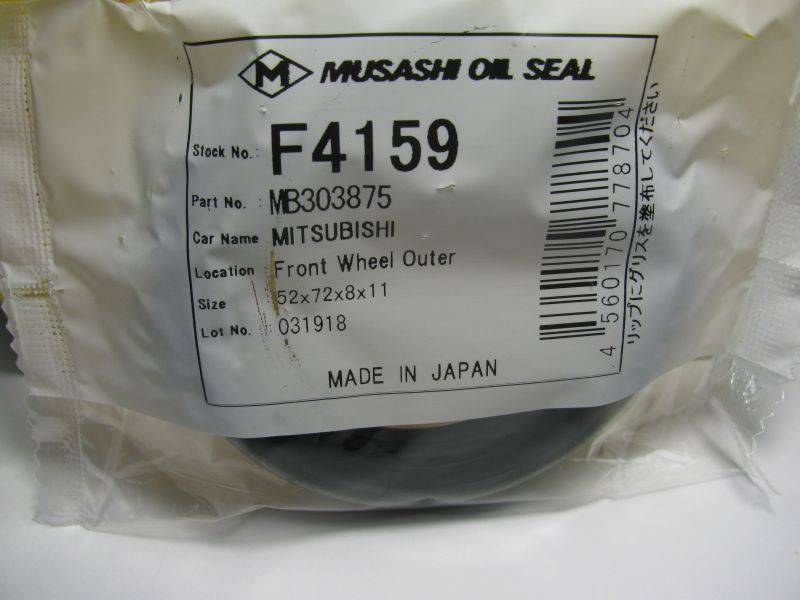 M MUSASHI OIL SEAL
Stock No.: F4159
Part No. : MB303875
Car Name : MITSUBISHI
Location : Front Wheel Outer
Size : 52x72x8x11
Lot No. : 031918
MADE IN JAPAN
4 560170 778704
リップにグリスを塗布してください